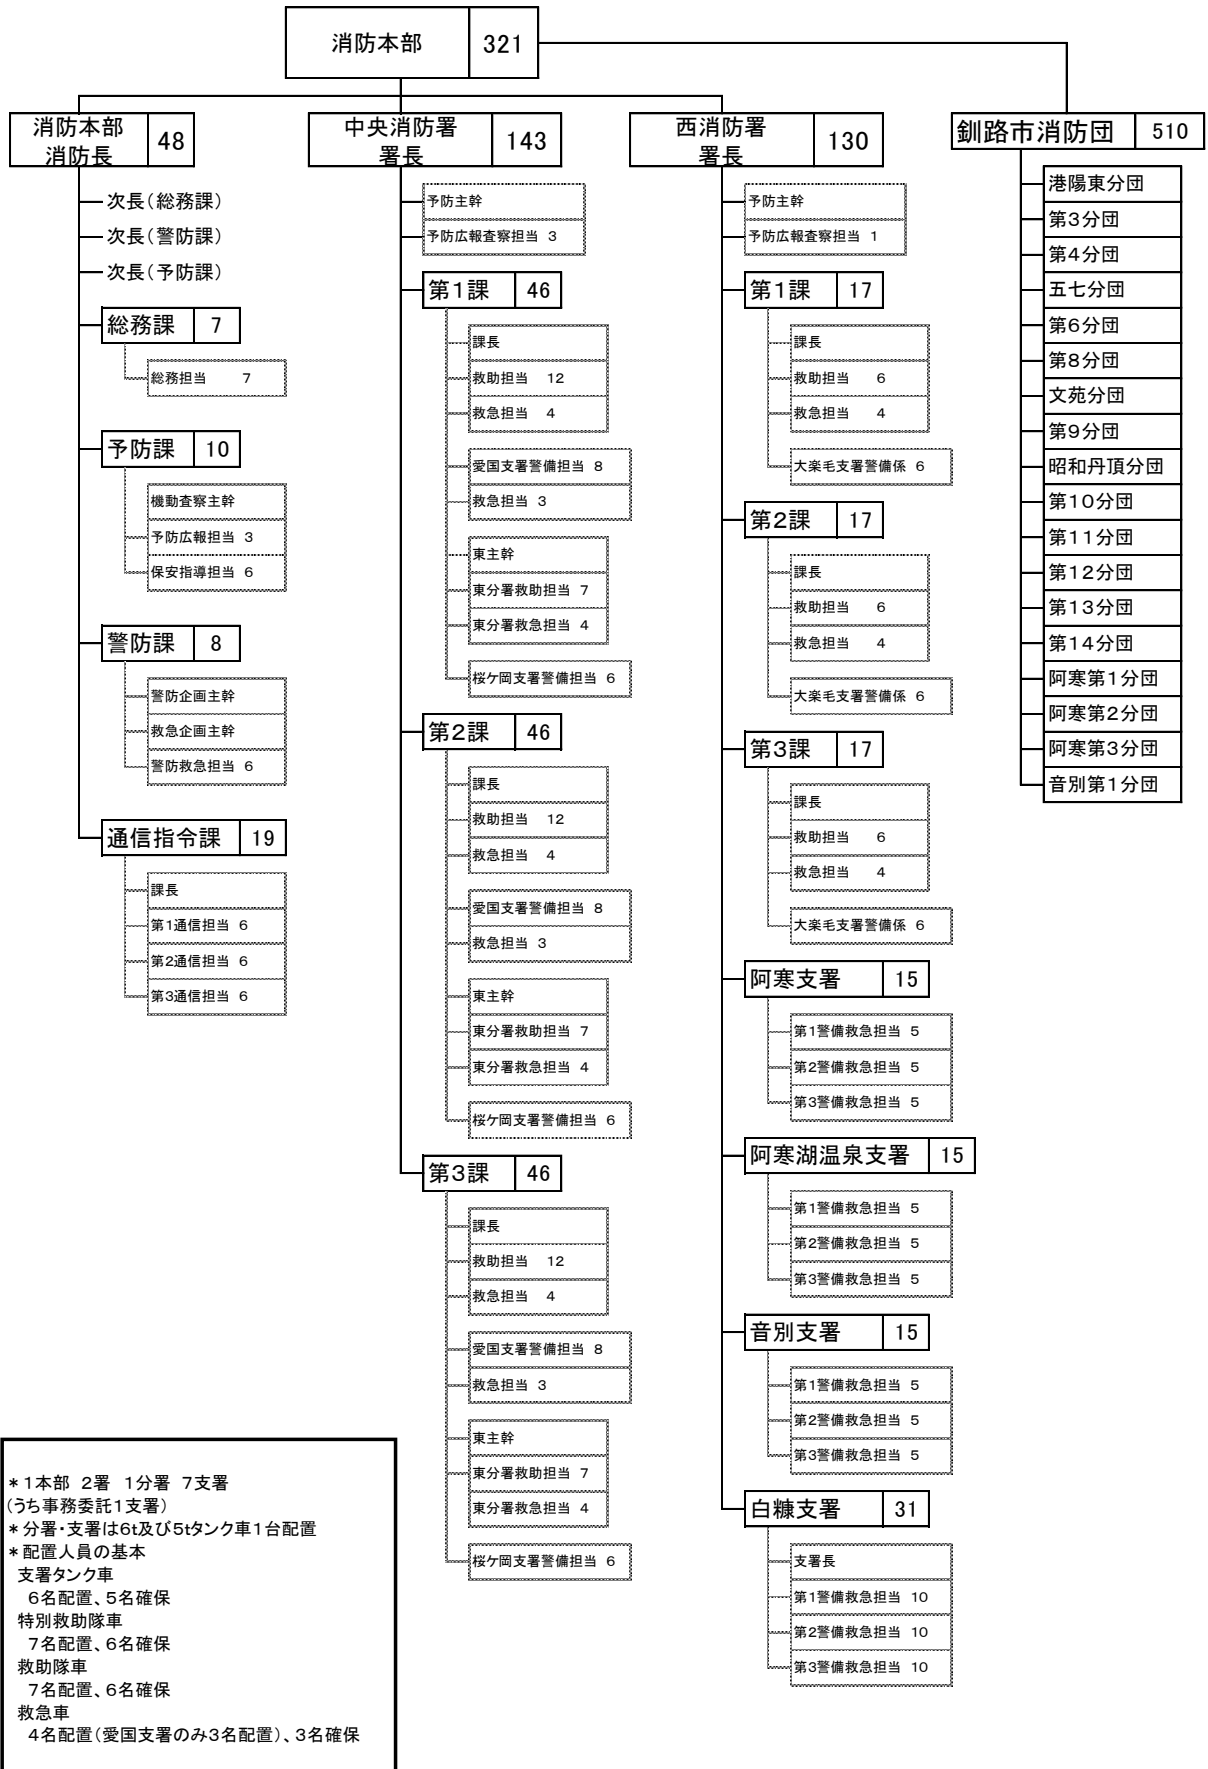 消防本部 321
消防本部
消防長 48
次長(総務課)
次長(警防課)
次長(予防課)
総務課 7
総務担当 7
予防課 10
機動査察主幹
予防広報担当 3
保安指導担当 6
警防課 8
警防企画主幹
救急企画主幹
警防救急担当 6
通信指令課 19
課長
第1通信担当 6
第2通信担当 6
第3通信担当 6
中央消防署
署長 143
予防主幹
予防広報査察担当 3
第1課 46
課長
救助担当 12
救急担当 4
愛国支署警備担当 8
救急担当 3
東主幹
東分署救助担当 7
東分署救急担当 4
桜ケ岡支署警備担当 6
第2課 46
課長
救助担当 12
救急担当 4
愛国支署警備担当 8
救急担当 3
東主幹
東分署救助担当 7
東分署救急担当 4
桜ケ岡支署警備担当 6
第3課 46
課長
救助担当 12
救急担当 4
愛国支署警備担当 8
救急担当 3
東主幹
東分署救助担当 7
東分署救急担当 4
桜ケ岡支署警備担当 6
西消防署
署長 130
予防主幹
予防広報査察担当 1
第1課 17
課長
救助担当 6
救急担当 4
大楽毛支署警備係 6
第2課 17
課長
救助担当 6
救急担当 4
大楽毛支署警備係 6
第3課 17
課長
救助担当 6
救急担当 4
大楽毛支署警備係 6
阿寒支署 15
第1警備救急担当 5
第2警備救急担当 5
第3警備救急担当 5
阿寒湖温泉支署 15
第1警備救急担当 5
第2警備救急担当 5
第3警備救急担当 5
音別支署 15
第1警備救急担当 5
第2警備救急担当 5
第3警備救急担当 5
白糠支署 31
支署長
第1警備救急担当 10
第2警備救急担当 10
第3警備救急担当 10
釧路市消防団 510
港陽東分団
第3分団
第4分団
五七分団
第6分団
第8分団
文苑分団
第9分団
昭和丹頂分団
第10分団
第11分団
第12分団
第13分団
第14分団
阿寒第1分団
阿寒第2分団
阿寒第3分団
音別第1分団
*1本部 2署 1分署 7支署
(うち事務委託1支署)
*分署・支署は6t及び5tタンク車1台配置
*配置人員の基本
支署タンク車
6名配置、5名確保
特別救助隊車
7名配置、6名確保
救助隊車
7名配置、6名確保
救急車
4名配置(愛国支署のみ3名配置)、3名確保